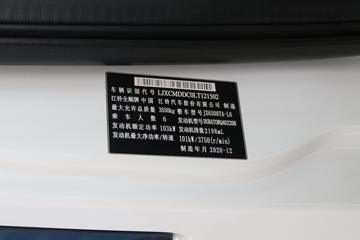 车辆识别代号 LJXCMDDC0LT121502
江铃全顺牌 中国 江铃汽车股份有限公司 制造
最大允许总质量 3550kg 整车型号 JX6500TA-L6
乘车人数 6 发动机型号
发动机额定功率 103kW 发动机排量 2198mL
发动机最大净功率/转速 101kW/3750(r/min)
制造年月 2020-12